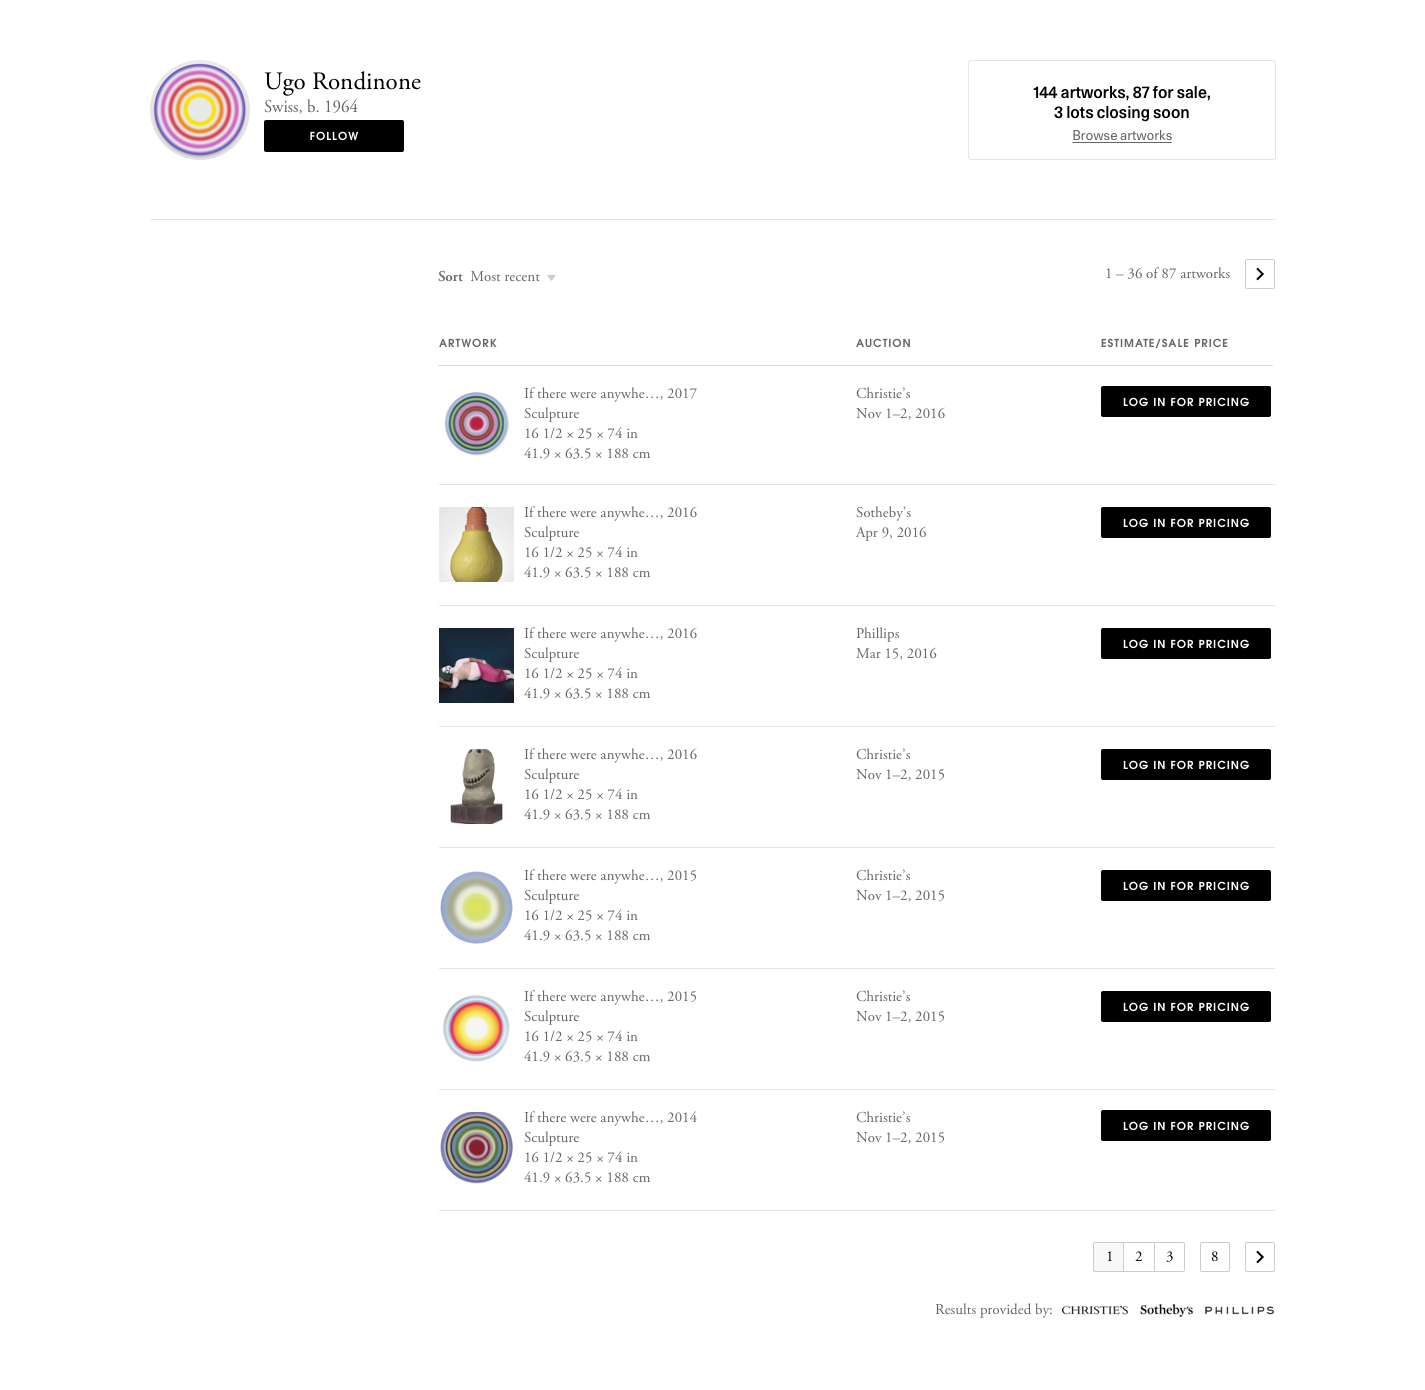 Ugo Rondinone
Swiss, b. 1964
FOLLOW
144 artworks, 87 for sale,
3 lots closing soon
Browse artworks
Sort Most recent
1 – 36 of 87 artworks
ARTWORK AUCTION ESTIMATE/SALE PRICE
If there were anywhe…, 2017 Christie’s LOG IN FOR PRICING
Sculpture Nov 1–2, 2016
16 1/2 × 25 × 74 in
41.9 × 63.5 × 188 cm
If there were anywhe…, 2016 Sotheby’s LOG IN FOR PRICING
Sculpture Apr 9, 2016
16 1/2 × 25 × 74 in
41.9 × 63.5 × 188 cm
If there were anywhe…, 2016 Phillips LOG IN FOR PRICING
Sculpture Mar 15, 2016
16 1/2 × 25 × 74 in
41.9 × 63.5 × 188 cm
If there were anywhe…, 2016 Christie’s LOG IN FOR PRICING
Sculpture Nov 1–2, 2015
16 1/2 × 25 × 74 in
41.9 × 63.5 × 188 cm
If there were anywhe…, 2015 Christie’s LOG IN FOR PRICING
Sculpture Nov 1–2, 2015
16 1/2 × 25 × 74 in
41.9 × 63.5 × 188 cm
If there were anywhe…, 2015 Christie’s LOG IN FOR PRICING
Sculpture Nov 1–2, 2015
16 1/2 × 25 × 74 in
41.9 × 63.5 × 188 cm
If there were anywhe…, 2014 Christie’s LOG IN FOR PRICING
Sculpture Nov 1–2, 2015
16 1/2 × 25 × 74 in
41.9 × 63.5 × 188 cm
1 2 3 8
Results provided by: CHRISTIE’S Sotheby’s PHILLIPS